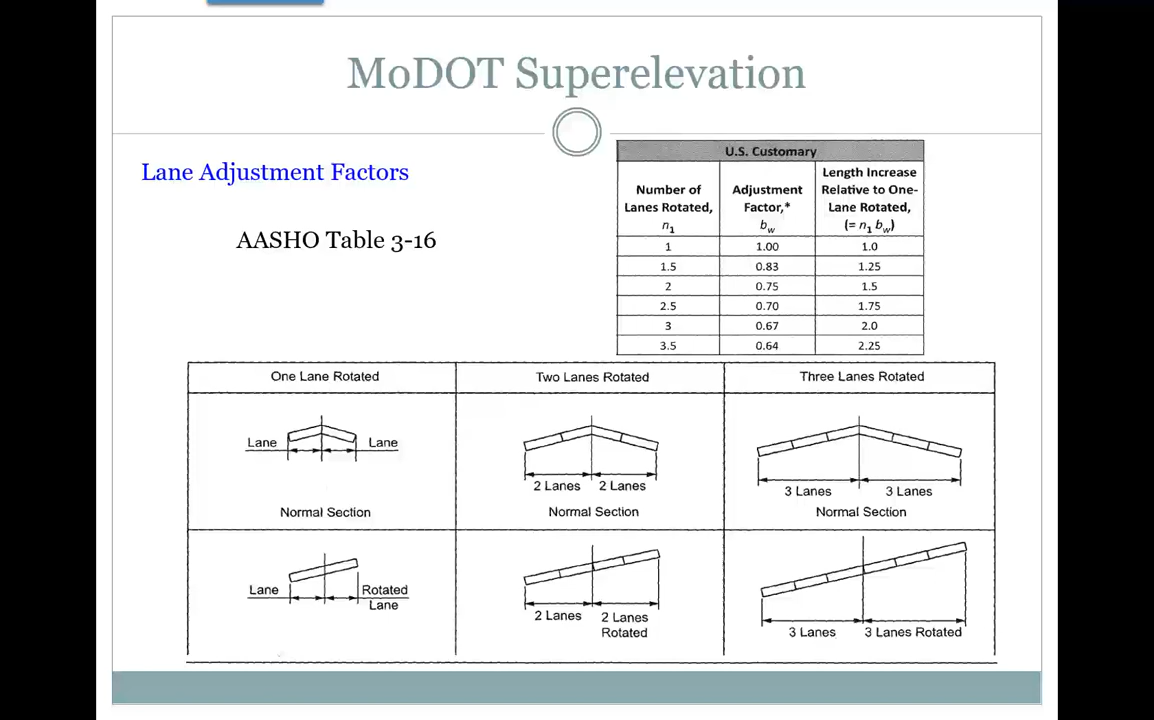 MoDOT Superelevation
Lane Adjustment Factors
AASHO Table 3-16
U.S. Customary
Number of Lanes Rotated, n₁
Adjustment Factor,* b_w
Length Increase Relative to One-Lane Rotated, (= n₁ b_w)
1 1.00 1.0
1.5 0.83 1.25
2 0.75 1.5
2.5 0.70 1.75
3 0.67 2.0
3.5 0.64 2.25
One Lane Rotated Two Lanes Rotated Three Lanes Rotated
Lane Lane
2 Lanes 2 Lanes
3 Lanes 3 Lanes
Normal Section Normal Section Normal Section
Lane Rotated Lane
2 Lanes 2 Lanes Rotated
3 Lanes 3 Lanes Rotated